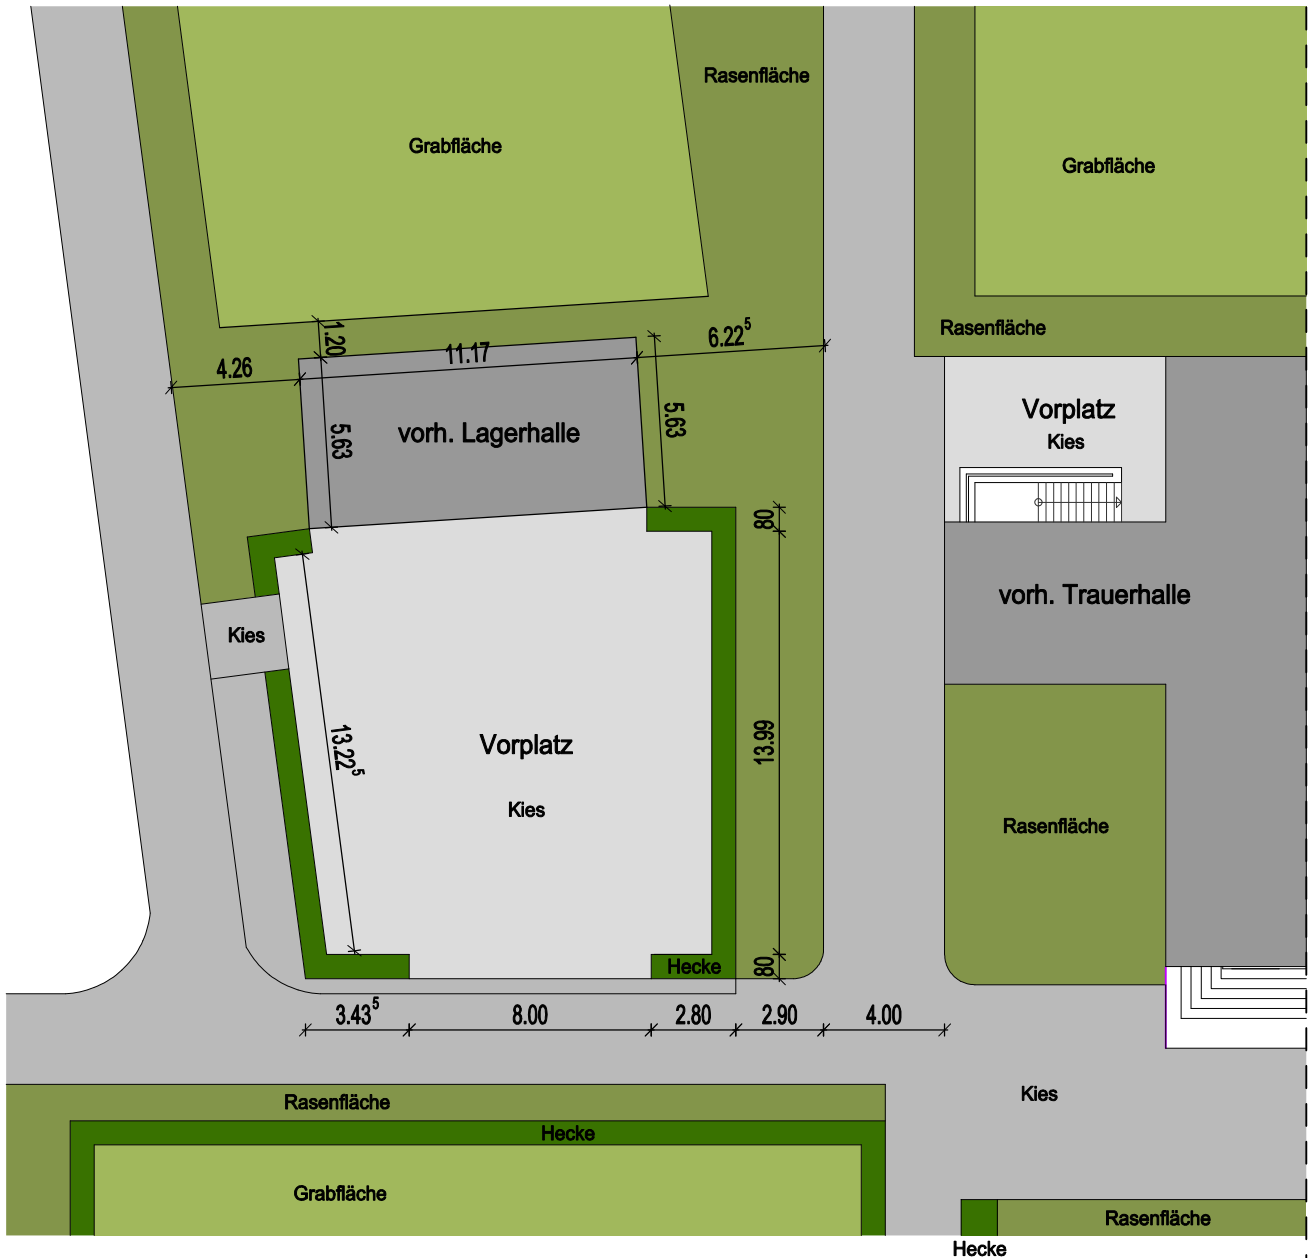 Rasenfläche
Grabfläche
Grabfläche
Rasenfläche
1.20
6.22⁵
11.17
4.26
5.63
5.63
vorh. Lagerhalle
Vorplatz
Kies
80
vorh. Trauerhalle
Kies
13.22⁵
13.99
Vorplatz
Kies
Rasenfläche
Hecke
80
3.43⁵
8.00
2.80
2.90
4.00
Kies
Rasenfläche
Hecke
Grabfläche
Rasenfläche
Hecke